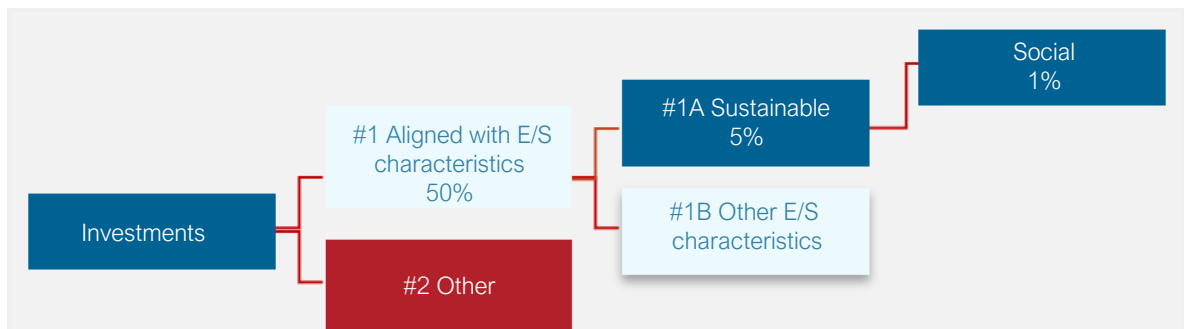 Social
1%
#1A Sustainable
5%
#1 Aligned with E/S
characteristics
50%
#1B Other E/S
characteristics
Investments
#2 Other